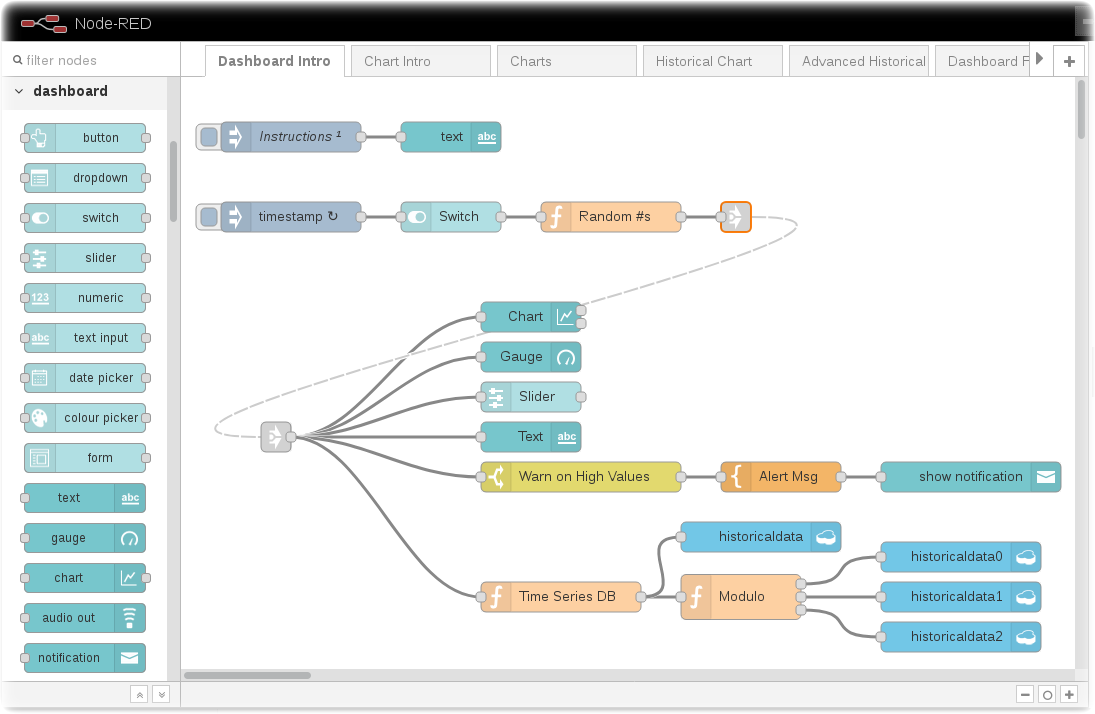 Node-RED
filter nodes
Dashboard Intro
Chart Intro
Charts
Historical Chart
Advanced Historical
Dashboard F
dashboard
button
dropdown
switch
slider
123 numeric
abc text input
date picker
colour picker
form
text abc
gauge
chart
audio out
notification
Instructions ¹
text abc
timestamp ↻
Switch
f Random #s
Chart
Gauge
Slider
Text abc
Warn on High Values
{ Alert Msg
show notification
historicaldata
f Time Series DB
f Modulo
historicaldata0
historicaldata1
historicaldata2